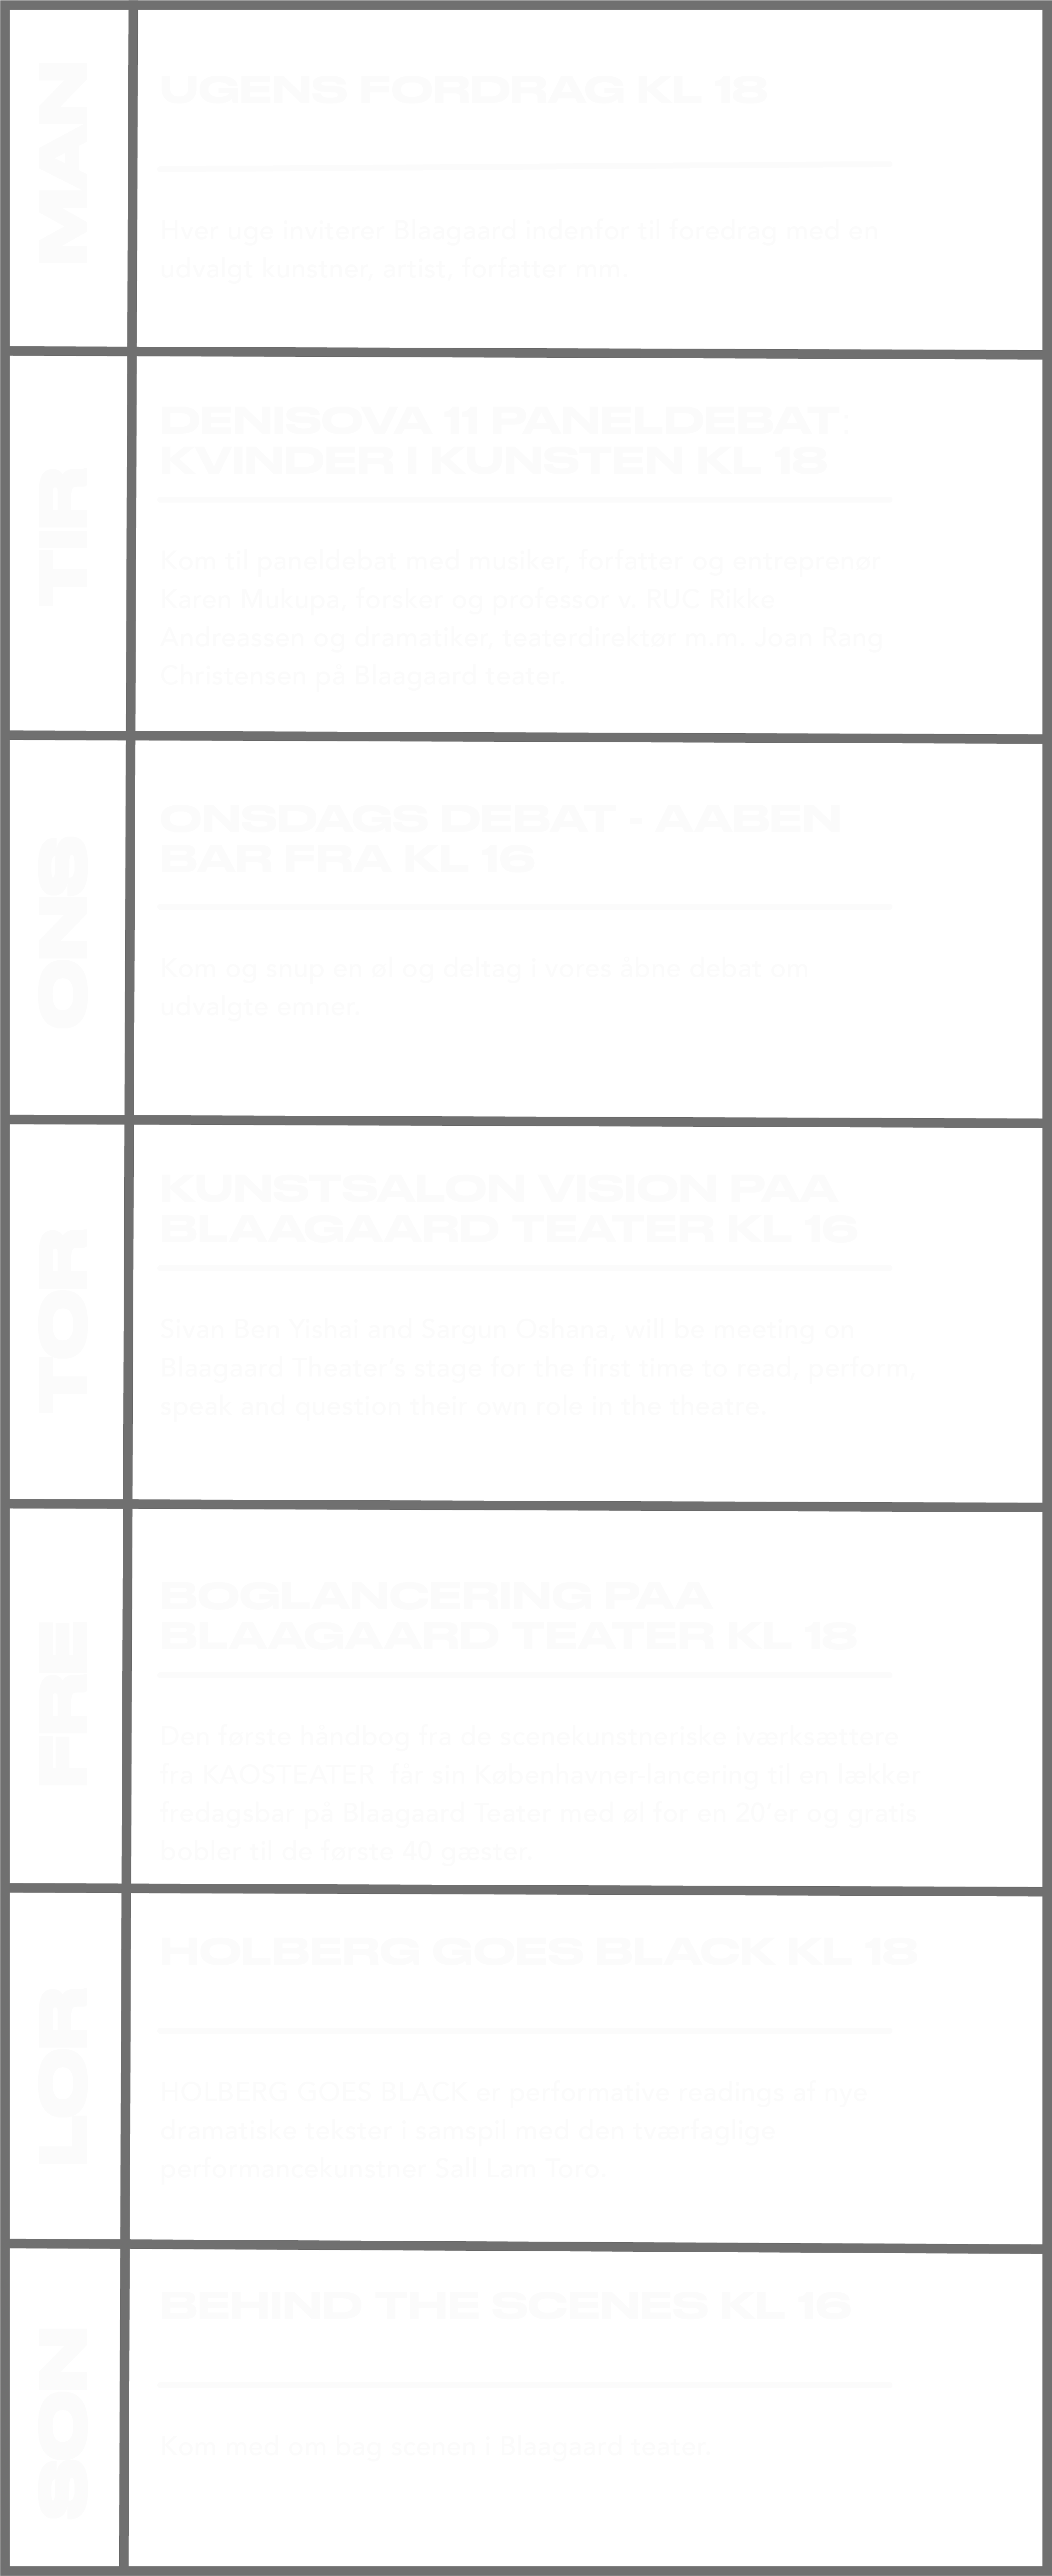 MAN
UGENS FORDRAG KL 18
Hver uge inviterer Blaagaard indenfor til foredrag med en
udvalgt kunstner, artist, forfatter mm.
TIR
DENISOVA 11 PANELDEBAT:
KVINDER I KUNSTEN KL 18
Kom til paneldebat med musiker, forfatter og entreprenør
Karen Mukupa, forsker og professor v. RUC Rikke
Andreassen og dramatiker, teaterdirektør m.m. Joan Rang
Christensen på Blaagaard teater.
ONS
ONSDAGS DEBAT - AABEN
BAR FRA KL 16
Kom og snup en øl og deltag i vores åbne debat om
udvalgte emner.
TOR
KUNSTSALON VISION PAA
BLAAGAARD TEATER KL 16
Sivan Ben Yishai and Sargun Oshana, will be meeting on
Blaagaard Theater's stage for the first time to read, perform,
speak and question their own role in the theatre.
FRE
BOGLANCERING PAA
BLAAGAARD TEATER KL 18
Den første håndbog fra de scenekunstneriske iværksættere
fra KAOSTEATER får sin Københavner-lancering til en lækker
fredagsbar på Blaagaard Teater med øl for en 20'er og gratis
bobler til de første 40 gæster.
LOR
HOLBERG GOES BLACK KL 18
HOLBERG GOES BLACK er performative readings af nye
dramatiske tekster i samspil med den tværfaglige
performancekunstner Sall Lam Toro.
SON
BEHIND THE SCENES KL 16
Kom med om bag scenen i Blaagaard teater.